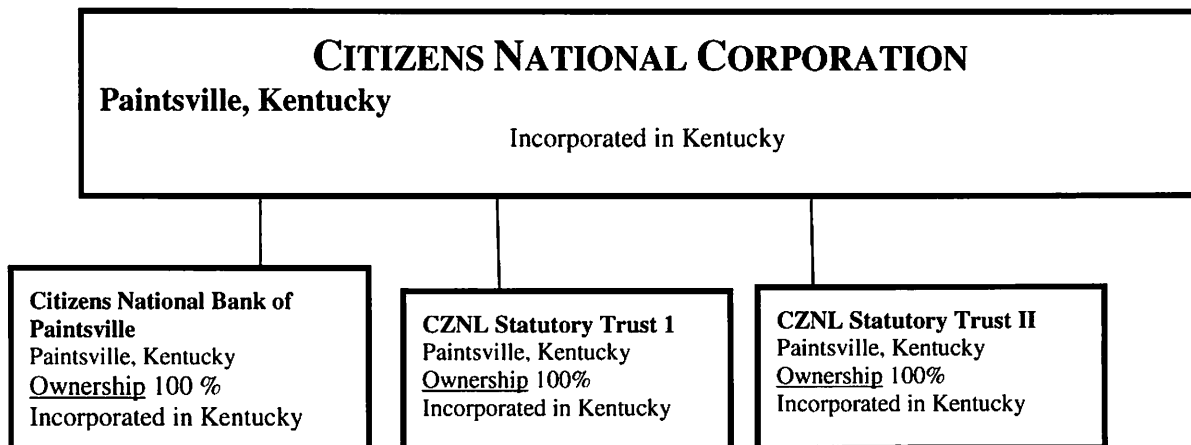 CITIZENS NATIONAL CORPORATION
Paintsville, Kentucky
Incorporated in Kentucky
Citizens National Bank of
Paintsville
Paintsville, Kentucky
Ownership 100 %
Incorporated in Kentucky
CZNL Statutory Trust 1
Paintsville, Kentucky
Ownership 100%
Incorporated in Kentucky
CZNL Statutory Trust II
Paintsville, Kentucky
Ownership 100%
Incorporated in Kentucky